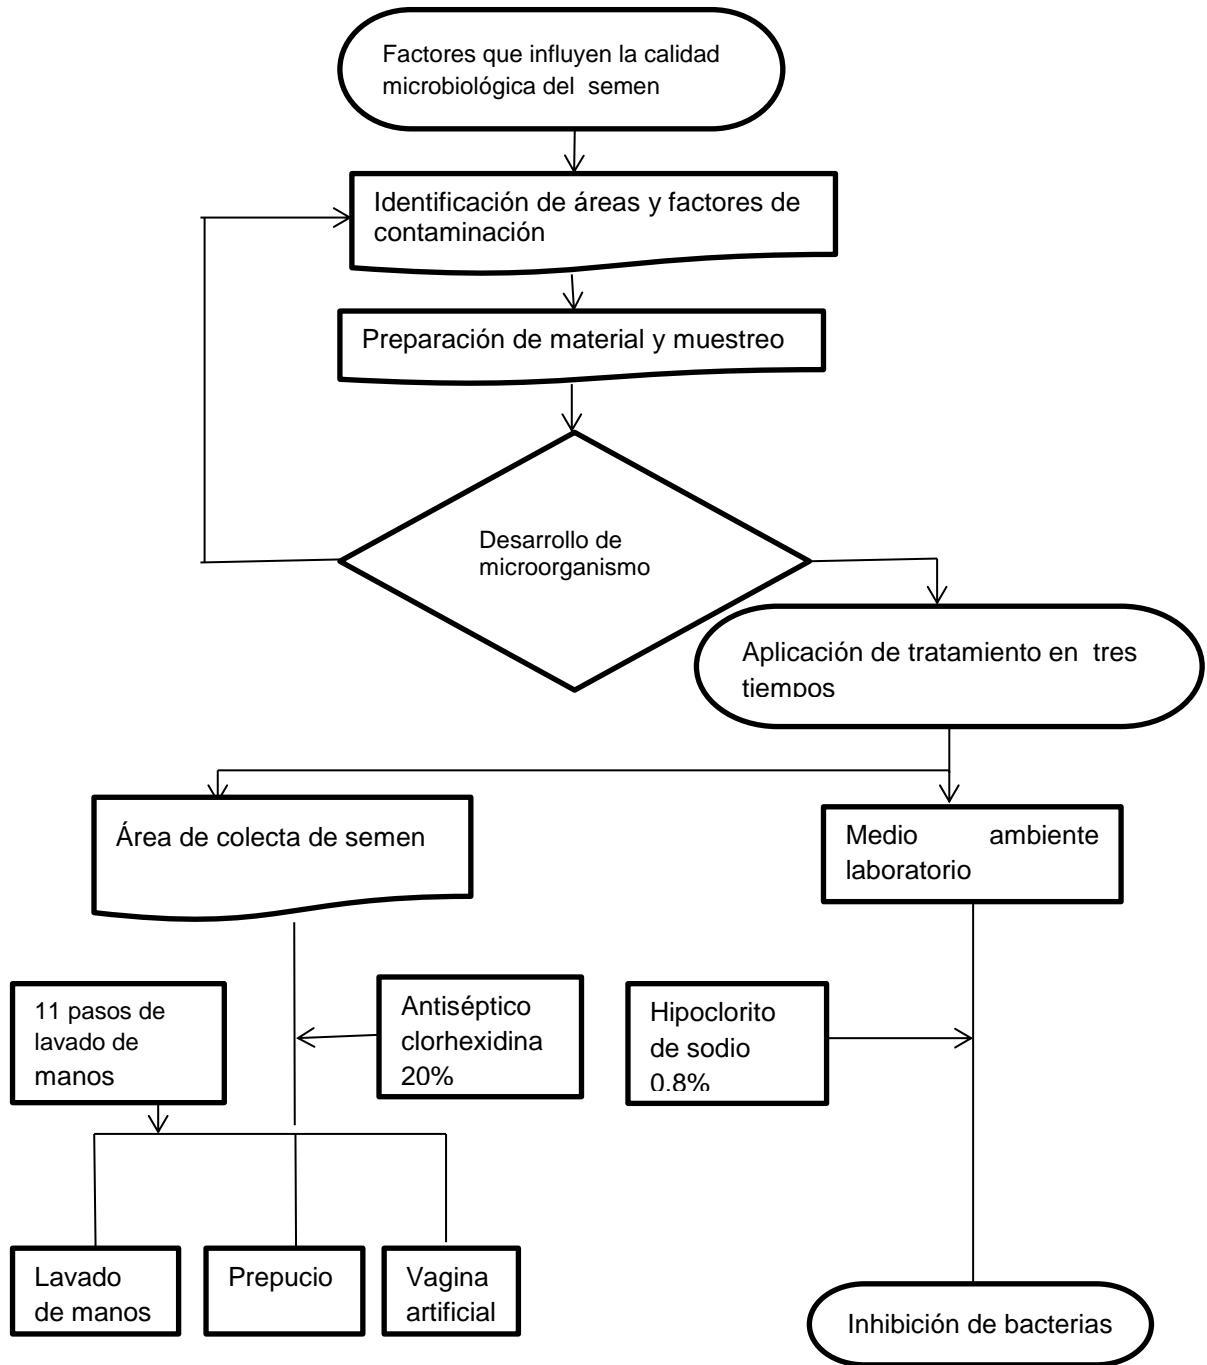 Factores que influyen la calidad
microbiológica del semen
Identificación de áreas y factores de
contaminación
Preparación de material y muestreo
Desarrollo de
microorganismo
Aplicación de tratamiento en tres
tiempos
Área de colecta de semen
Medio ambiente
laboratorio
11 pasos de
lavado de
manos
Antiséptico
clorhexidina
20%
Hipoclorito
de sodio
0.8%
Lavado
de manos
Prepucio
Vagina
artificial
Inhibición de bacterias